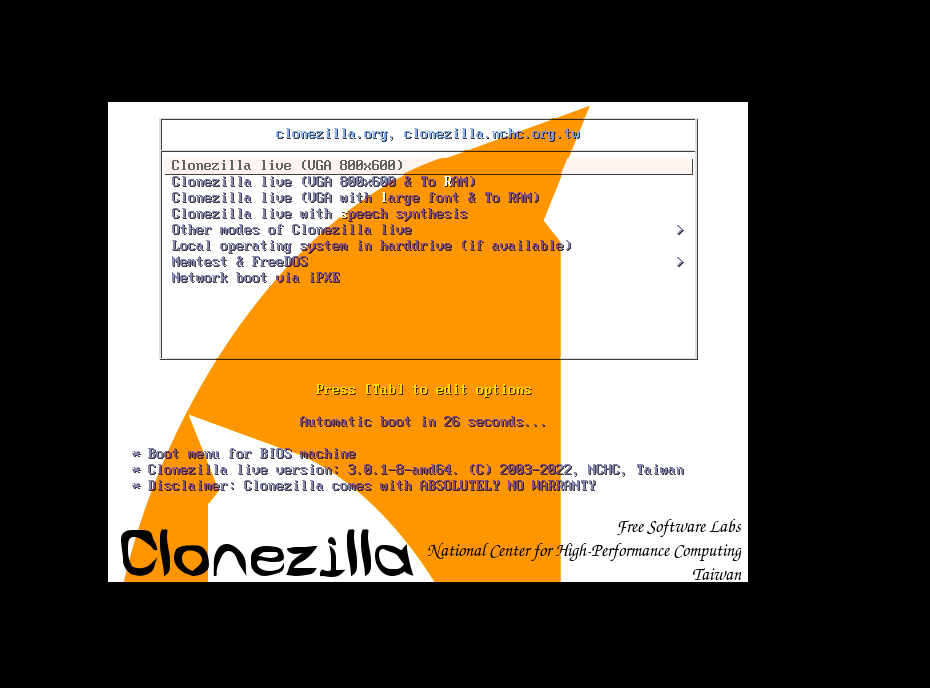 clonezilla.org, clonezilla.nchc.org.tw
Clonezilla live (VGA 800x600)
Clonezilla live (VGA 800x600 & To RAM)
Clonezilla live (VGA with large font & To RAM)
Clonezilla live with speech synthesis
Other modes of Clonezilla live >
Local operating system in harddrive (if available)
Memtest & FreeDOS >
Network boot via iPXE
Press [Tab] to edit options
Automatic boot in 26 seconds...
* Boot menu for BIOS machine
* Clonezilla live version: 3.0.1-8-amd64. (C) 2003-2022, NCHC, Taiwan
* Disclaimer: Clonezilla comes with ABSOLUTELY NO WARRANTY
Clonezilla
Free Software Labs
National Center for High-Performance Computing
Taiwan